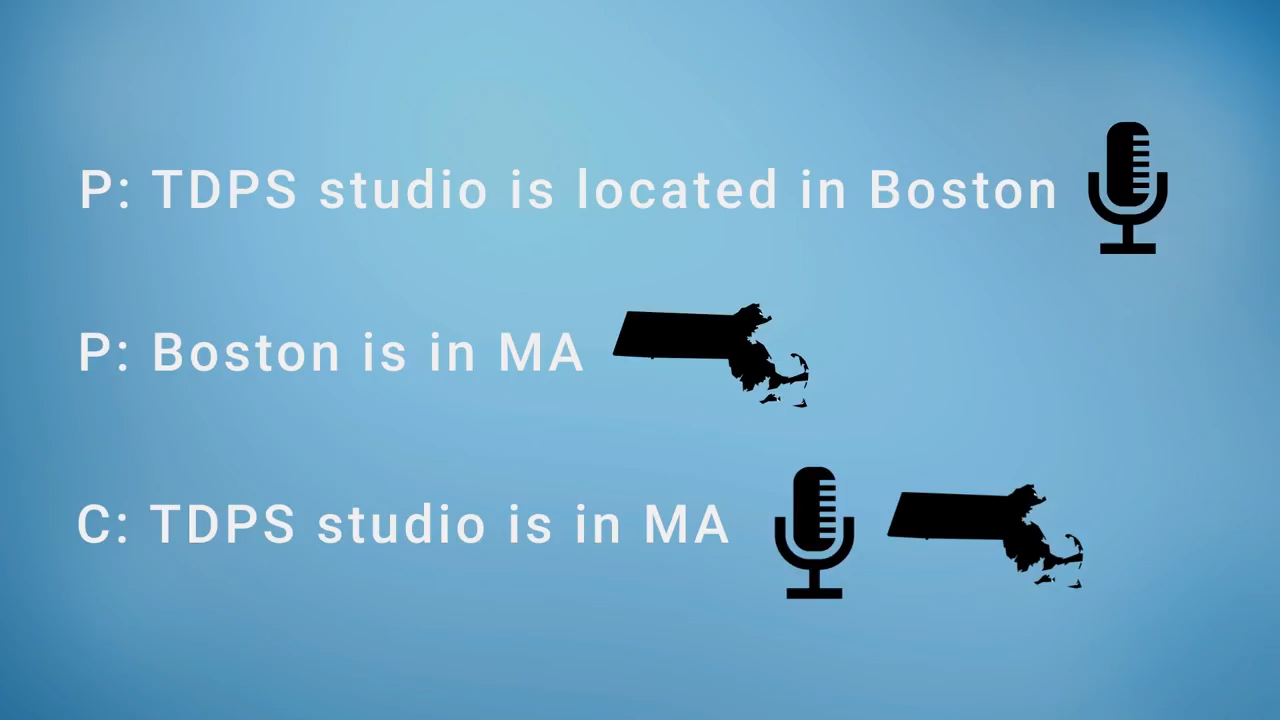 P: TDPS studio is located in Boston
P: Boston is in MA
C: TDPS studio is in MA